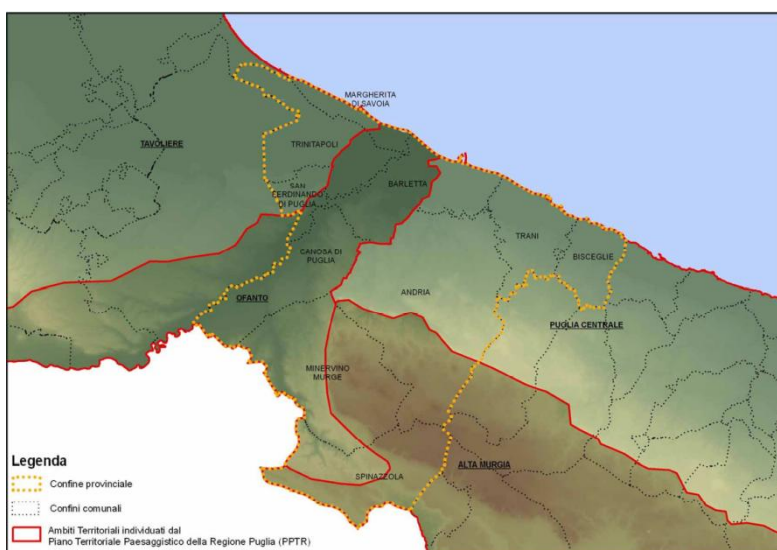 MARGHERITA
DI SAVOIA
TAVOLIERE
TRINITAPOLI
SAN
FERDINANDO
DI PUGLIA
BARLETTA
TRANI
BISCEGLIE
CANOSA DI
PUGLIA
OFANTO
ANDRIA
PUGLIA CENTRALE
MINERVINO
MURGE
ALTA MURGIA
SPINAZZOLA
Legenda
Confine provinciale
Confini comunali
Ambiti Territoriali individuati dal
Piano Territoriale Paesaggistico della Regione Puglia (PPTR)